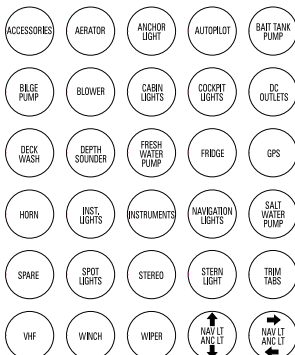 ACCESSORIES
AERATOR
ANCHOR
LIGHT
AUTOPILOT
BAIT TANK
PUMP
BILGE
PUMP
BLOWER
CABIN
LIGHTS
COCKPIT
LIGHTS
DC
OUTLETS
DECK
WASH
DEPTH
SOUNDER
FRESH
WATER
PUMP
FRIDGE
GPS
HORN
INST.
LIGHTS
INSTRUMENTS
NAVIGATION
LIGHTS
SALT
WATER
PUMP
SPARE
SPOT
LIGHTS
STEREO
STERN
LIGHT
TRIM
TABS
VHF
WINCH
WIPER
NAV LT
ANC LT
NAV LT
ANC LT